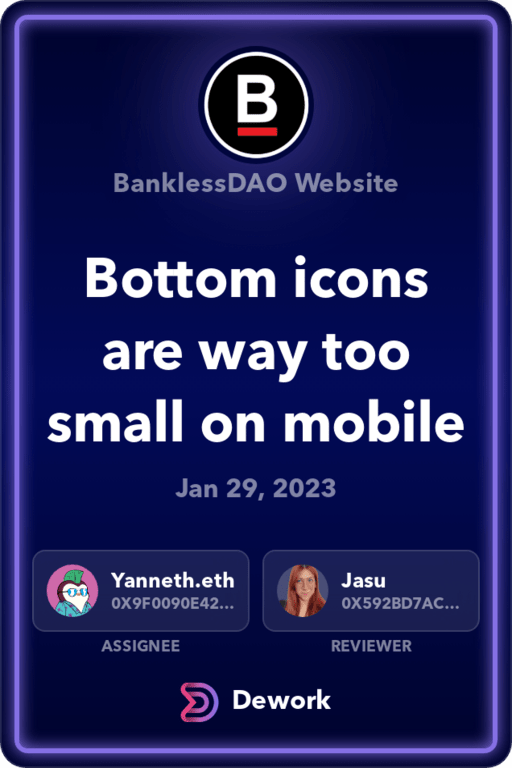 B
BanklessDAO Website
Bottom icons
are way too
small on mobile
Jan 29, 2023
Yanneth.eth
0X9F0090E42...
ASSIGNEE
Jasu
0X592BD7AC...
REVIEWER
Dework